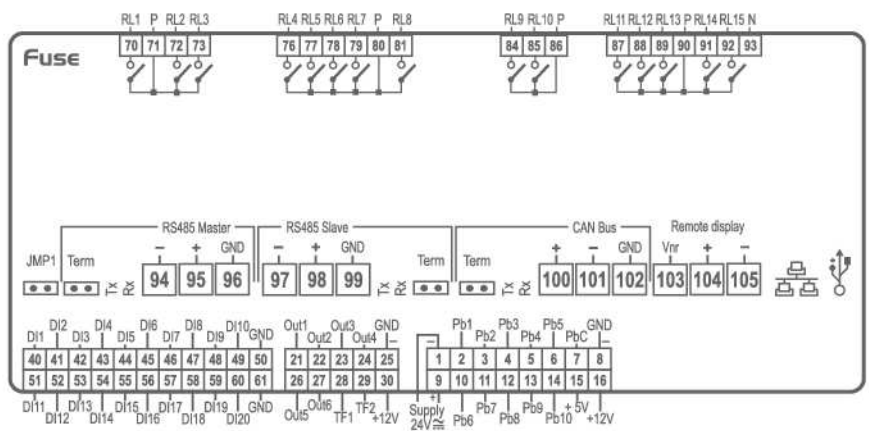 RL1 P RL2 RL3 RL4 RL5 RL6 RL7 P RL8 RL9 RL10 P RL11 RL12 RL13 P RL14 RL15 N
70 71 72 73 76 77 78 79 80 81 84 85 86 87 88 89 90 91 92 93
Fuse
RS485 Master RS485 Slave CAN Bus Remote display
− + GND − + GND + − GND Vnr + −
JMP1 Term Term Term
Tx Rx 94 95 96 97 98 99 Tx Rx Tx Rx 100 101 102 103 104 105
DI2 DI4 DI6 DI8 DI10 Out1 Out3 GND Pb1 Pb3 Pb5 GND
DI1 DI3 DI5 DI7 DI9 GND Out2 Out4 − − Pb2 Pb4 PbC −
40 41 42 43 44 45 46 47 48 49 50 21 22 23 24 25 1 2 3 4 5 6 7 8
51 52 53 54 55 56 57 58 59 60 61 26 27 28 29 30 9 10 11 12 13 14 15 16
DI11 DI13 DI15 DI17 DI19 GND Out6 TF2 + Pb7 Pb9 + 5V
DI12 DI14 DI16 DI18 DI20 Out5 TF1 +12V Supply Pb6 Pb8 Pb10 +12V
24V≂